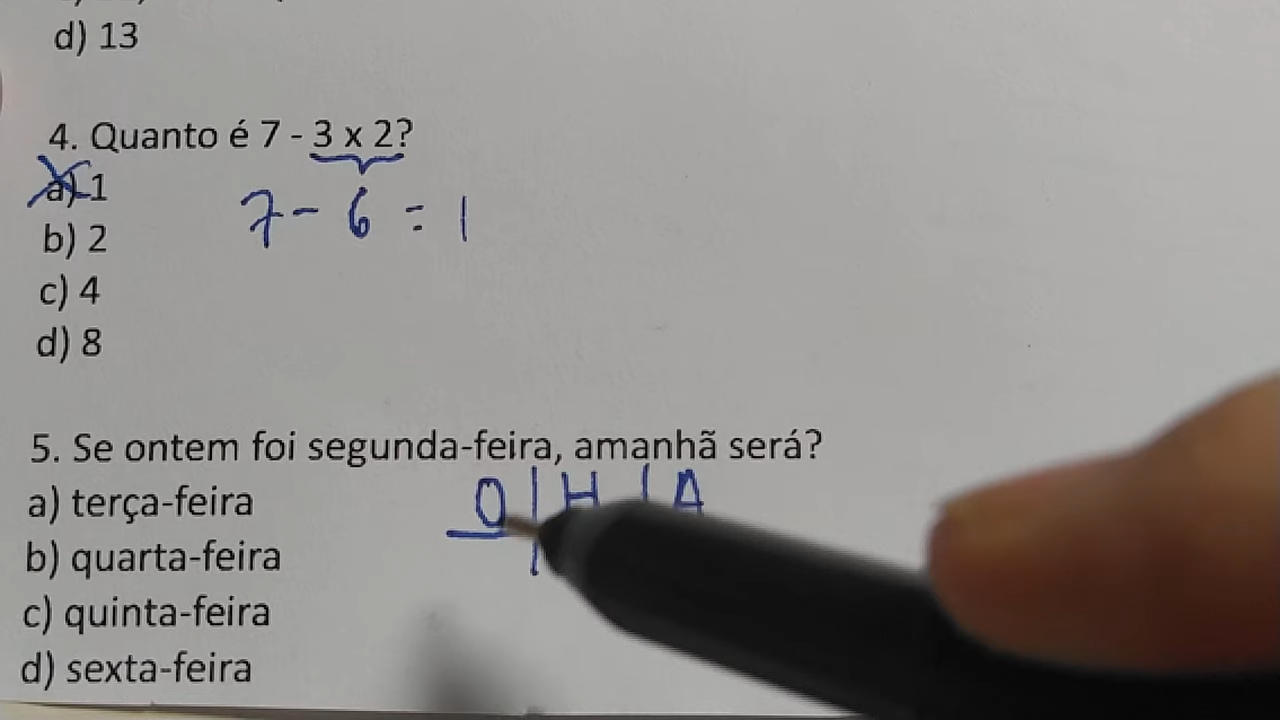 d) 13
4. Quanto é 7 - 3 x 2?
a) 1
7 - 6 = 1
b) 2
c) 4
d) 8
5. Se ontem foi segunda-feira, amanhã será?
O | H | A
a) terça-feira
b) quarta-feira
c) quinta-feira
d) sexta-feira